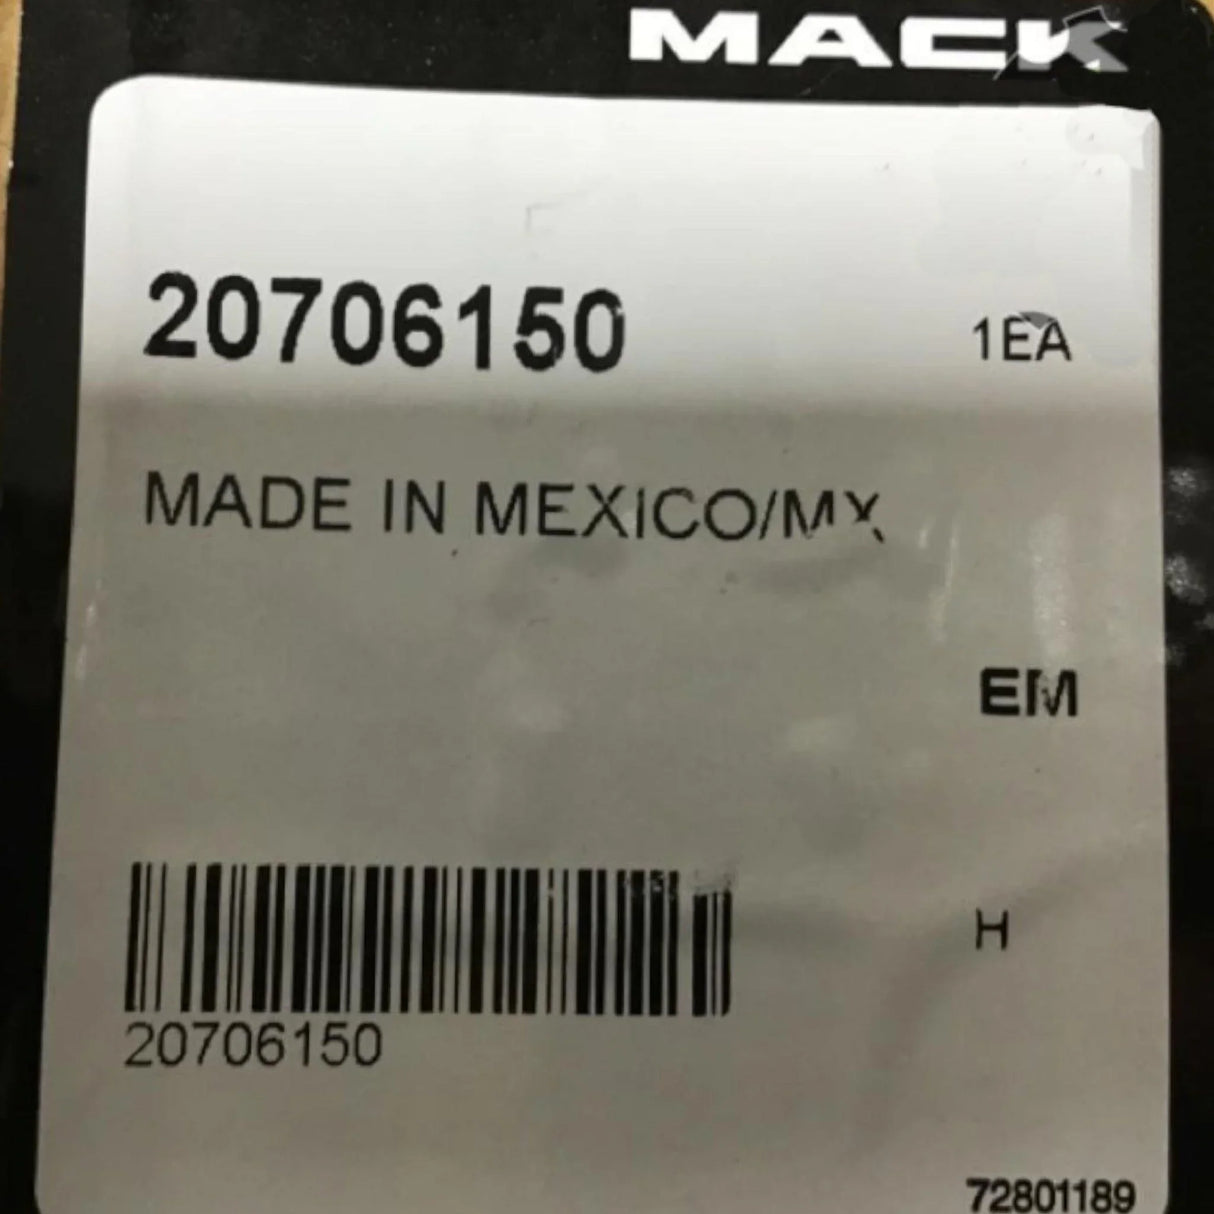 MACK
20706150 1EA
MADE IN MEXICO/MX
EM
H
20706150
72801189